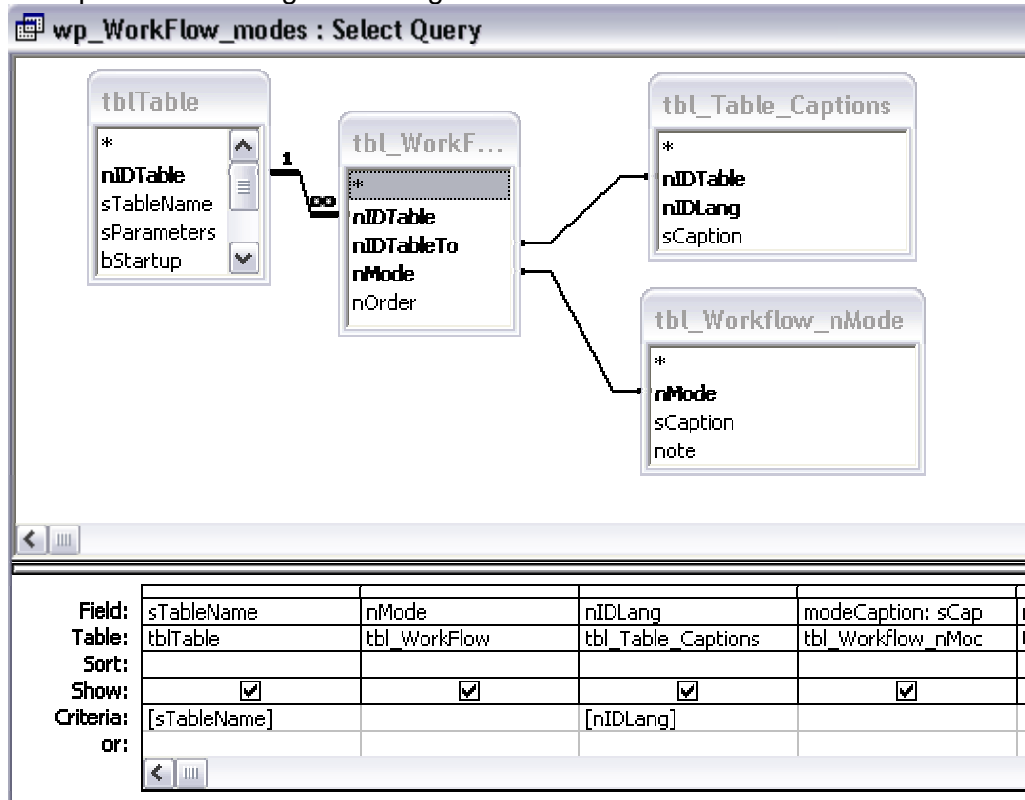 wp_WorkFlow_modes : Select Query
tblTable
*
nIDTable
sTableName
sParameters
bStartup
1
∞
tbl_WorkF...
*
nIDTable
nIDTableTo
nMode
nOrder
tbl_Table_Captions
*
nIDTable
nIDLang
sCaption
tbl_Workflow_nMode
*
nMode
sCaption
note
Field: sTableName nMode nIDLang modeCaption: sCap
Table: tblTable tbl_WorkFlow tbl_Table_Captions tbl_Workflow_nMoc
Sort:
Show:
Criteria: [sTableName] [nIDLang]
or: